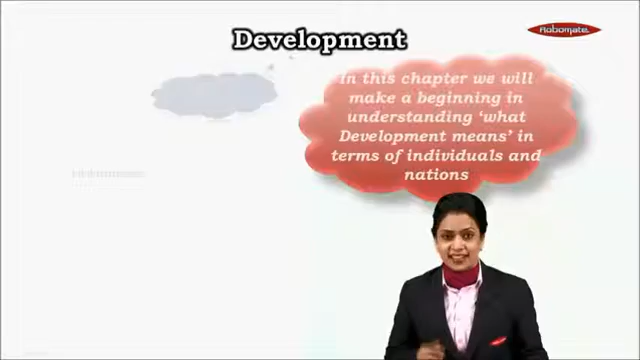 Development
Robomate
In this chapter we will
make a beginning in
understanding 'what
Development means' in
terms of individuals and
nations